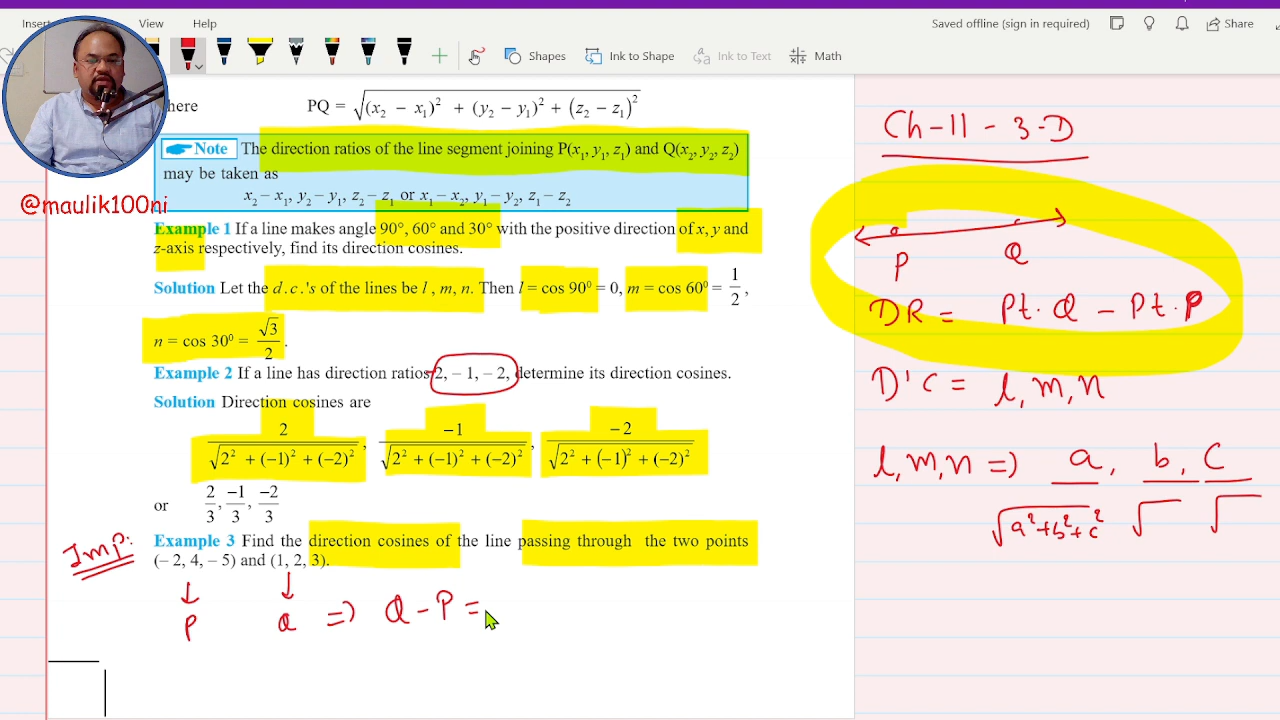 Insert View Help Saved offline (sign in required) Share
Shapes Ink to Shape Ink to Text Math
here PQ = √(x₂ − x₁)² + (y₂ − y₁)² + (z₂ − z₁)²
Note The direction ratios of the line segment joining P(x₁, y₁, z₁) and Q(x₂, y₂, z₂)
may be taken as
x₂ − x₁, y₂ − y₁, z₂ − z₁ or x₁ − x₂, y₁ − y₂, z₁ − z₂
@maulik100ni
Example 1 If a line makes angle 90°, 60° and 30° with the positive direction of x, y and
z-axis respectively, find its direction cosines.
Solution Let the d.c.'s of the lines be l , m, n. Then l = cos 90⁰ = 0, m = cos 60⁰ = 1/2 ,
n = cos 30⁰ = √3/2 .
Example 2 If a line has direction ratios 2, − 1, − 2, determine its direction cosines.
Solution Direction cosines are
2/√2² + (−1)² + (−2)² , −1/√2² + (−1)² + (−2)² , −2/√2² + (−1)² + (−2)²
or 2/3 , −1/3 , −2/3
Imp:
Example 3 Find the direction cosines of the line passing through the two points
(− 2, 4, − 5) and (1, 2, 3).
P Q => Q − P =
Ch-11 - 3-D
P Q
DR = Pt. Q − Pt. P
D'C = l, m, n
l, m, n => a, b, c
√a²+b²+c² √ √